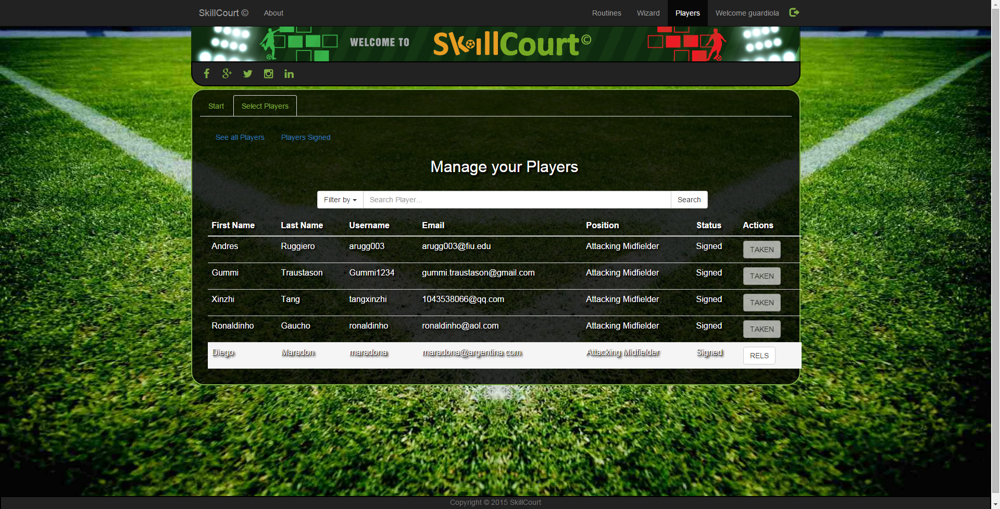 SkillCourt © About Routines Wizard Players Welcome guardiola
WELCOME TO SkillCourt©
Start Select Players
See all Players Players Signed
Manage your Players
Filter by Search Player... Search
First Name Last Name Username Email Position Status Actions
Andres Ruggiero arugg003 arugg003@fiu.edu Attacking Midfielder Signed TAKEN
Gummi Traustason Gummi1234 gummi.traustason@gmail.com Attacking Midfielder Signed TAKEN
Xinzhi Tang tangxinzhi 1043538066@qq.com Attacking Midfielder Signed TAKEN
Ronaldinho Gaucho ronaldinho ronaldinho@aol.com Attacking Midfielder Signed TAKEN
Diego Maradon maradona maradona@argentina.com Attacking Midfielder Signed RELS
Copyright © 2015 SkillCourt